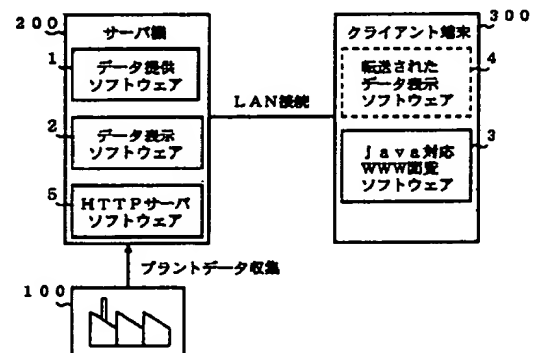 200
サーバ機
1
データ提供
ソフトウェア
2
データ表示
ソフトウェア
5
HTTPサーバ
ソフトウェア
LAN接続
300
クライアント端末
4
転送された
データ表示
ソフトウェア
3
Java対応
WWW閲覧
ソフトウェア
プラントデータ収集
100